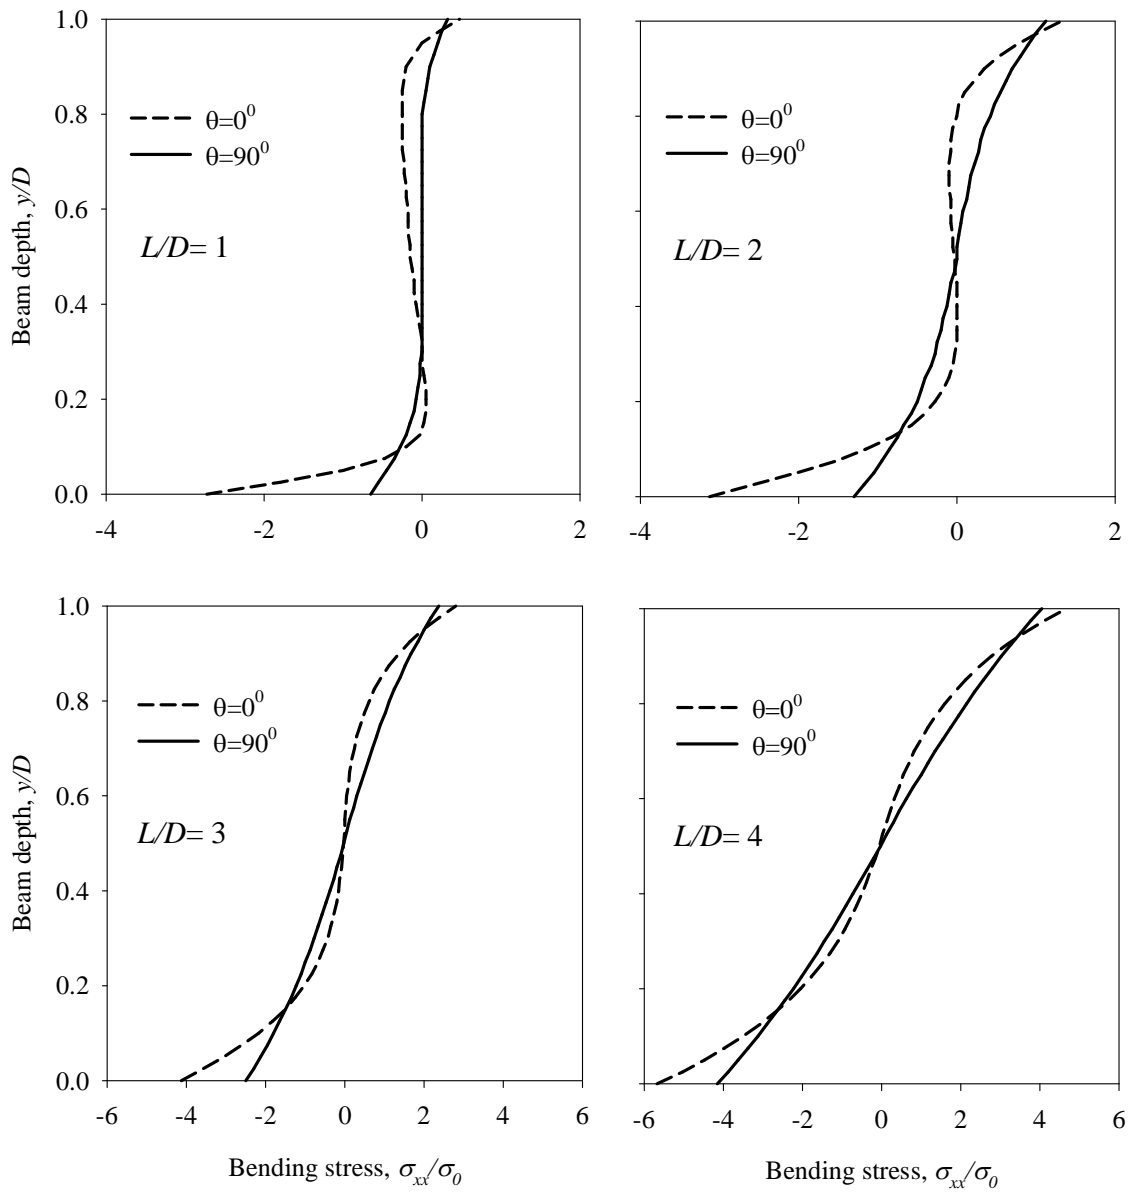 1.0
0.8
0.6
0.4
0.2
0.0
Beam depth, y/D
θ=0⁰
θ=90⁰
L/D= 1
-4
-2
0
2
θ=0⁰
θ=90⁰
L/D= 2
-4
-2
0
2
1.0
0.8
0.6
0.4
0.2
0.0
Beam depth, y/D
θ=0⁰
θ=90⁰
L/D= 3
-6
-4
-2
0
2
4
6
Bending stress, σxx/σ0
θ=0⁰
θ=90⁰
L/D= 4
-6
-4
-2
0
2
4
6
Bending stress, σxx/σ0